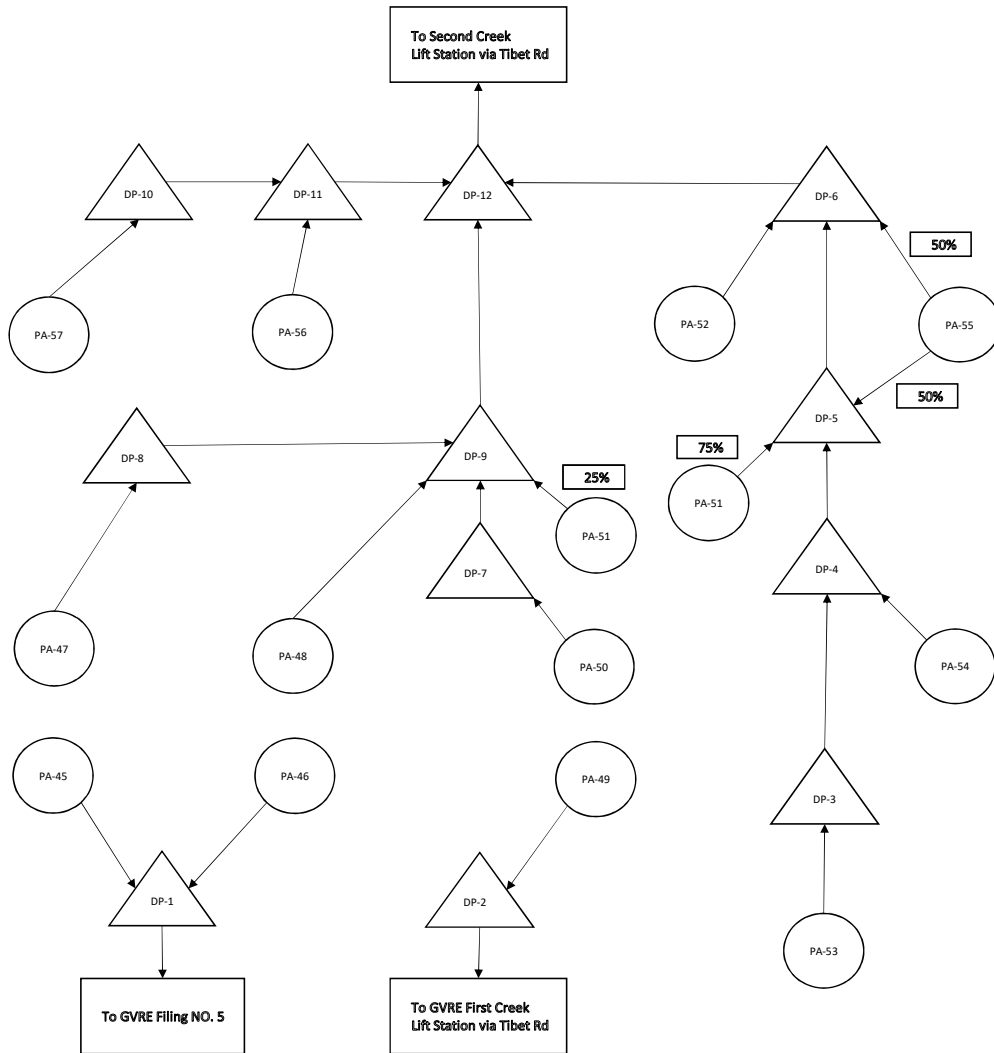 To Second Creek
Lift Station via Tibet Rd
DP-10
DP-11
DP-12
DP-6
50%
PA-57
PA-56
PA-52
PA-55
50%
DP-5
75%
DP-8
DP-9
25%
PA-51
PA-51
DP-7
DP-4
PA-47
PA-48
PA-50
PA-54
PA-45
PA-46
PA-49
DP-3
DP-1
DP-2
PA-53
To GVRE Filing NO. 5
To GVRE First Creek
Lift Station via Tibet Rd